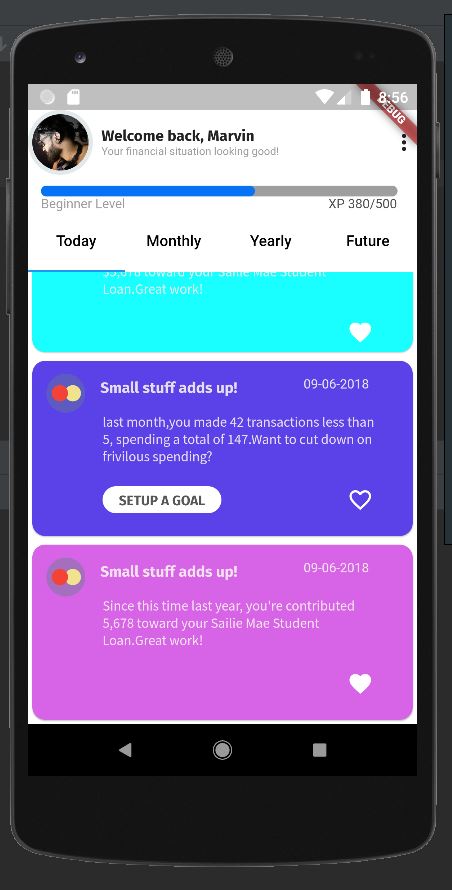 8:56
DEBUG
Welcome back, Marvin
Your financial situation looking good!
Beginner Level
XP 380/500
Today
Monthly
Yearly
Future
$5,678 toward your Sailie Mae Student
Loan.Great work!
Small stuff adds up!
09-06-2018
last month,you made 42 transactions less than
5, spending a total of 147.Want to cut down on
frivilous spending?
SETUP A GOAL
Small stuff adds up!
09-06-2018
Since this time last year, you're contributed
5,678 toward your Sailie Mae Student
Loan.Great work!